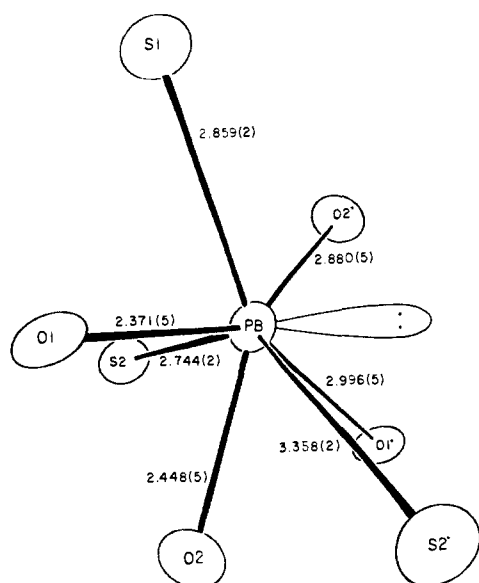 S1
2.859(2)
O2'
2.880(5)
PB
O1
2.371(5)
S2
2.744(2)
2.996(5)
O1'
3.358(2)
2.448(5)
O2
S2'